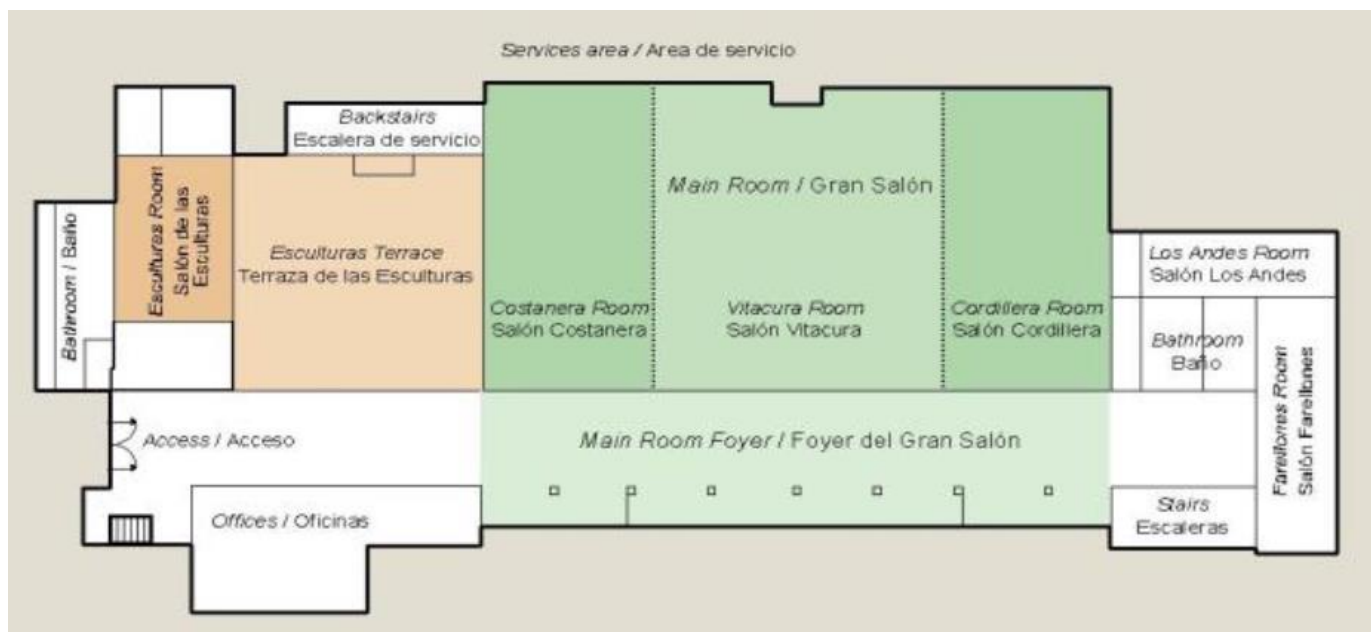 Services area / Area de servicio
Backstairs
Escalera de servicio
Main Room / Gran Salón
Bathroom / Baño
Esculturas Room
Salón de las
Esculturas
Esculturas Terrace
Terraza de las Esculturas
Costanera Room
Salón Costanera
Vitacura Room
Salón Vitacura
Cordillera Room
Salón Cordillera
Los Andes Room
Salón Los Andes
Bathroom
Baño
Farellones Room
Salón Farellones
Access / Acceso
Main Room Foyer / Foyer del Gran Salón
Offices / Oficinas
Stairs
Escaleras